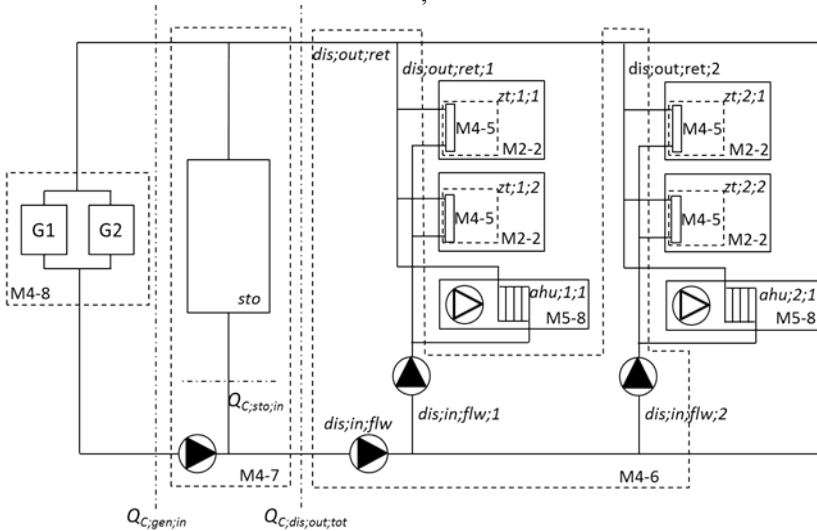 dis;out;ret
dis;out;ret;1
dis;out;ret;2
zt;1;1
M4-5
M2-2
zt;2;1
M4-5
M2-2
zt;1;2
M4-5
M2-2
zt;2;2
M4-5
M2-2
G1
G2
M4-8
sto
ahu;1;1
M5-8
ahu;2;1
M5-8
Q_{C;sto;in}
dis;in;flw
dis;in;flw;1
dis;in;flw;2
M4-7
M4-6
Q_{C;gen;in}
Q_{C;dis;out;tot}